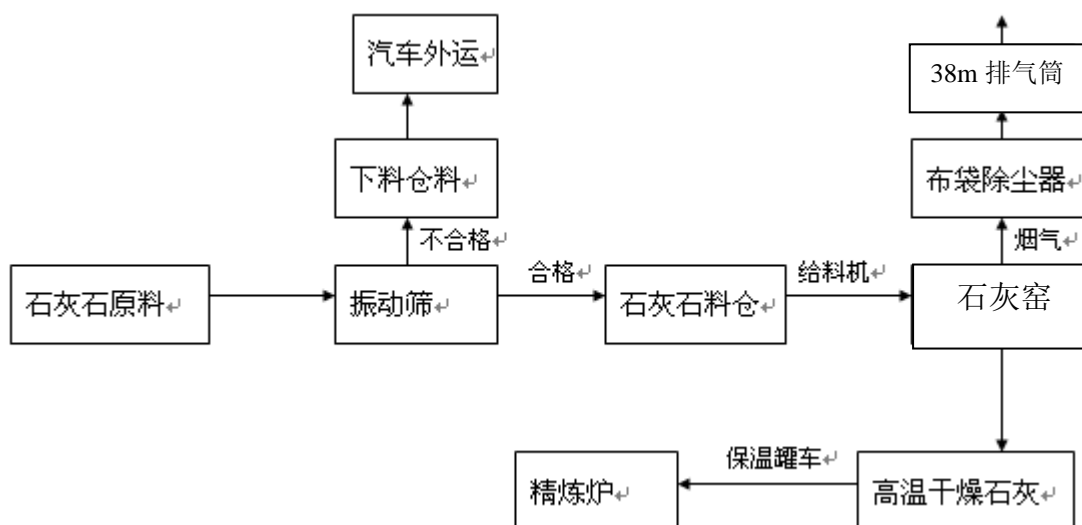 汽车外运
38m 排气筒
下料仓料
布袋除尘器
不合格
烟气
石灰石原料
振动筛
合格
石灰石料仓
给料机
石灰窑
精炼炉
保温罐车
高温干燥石灰